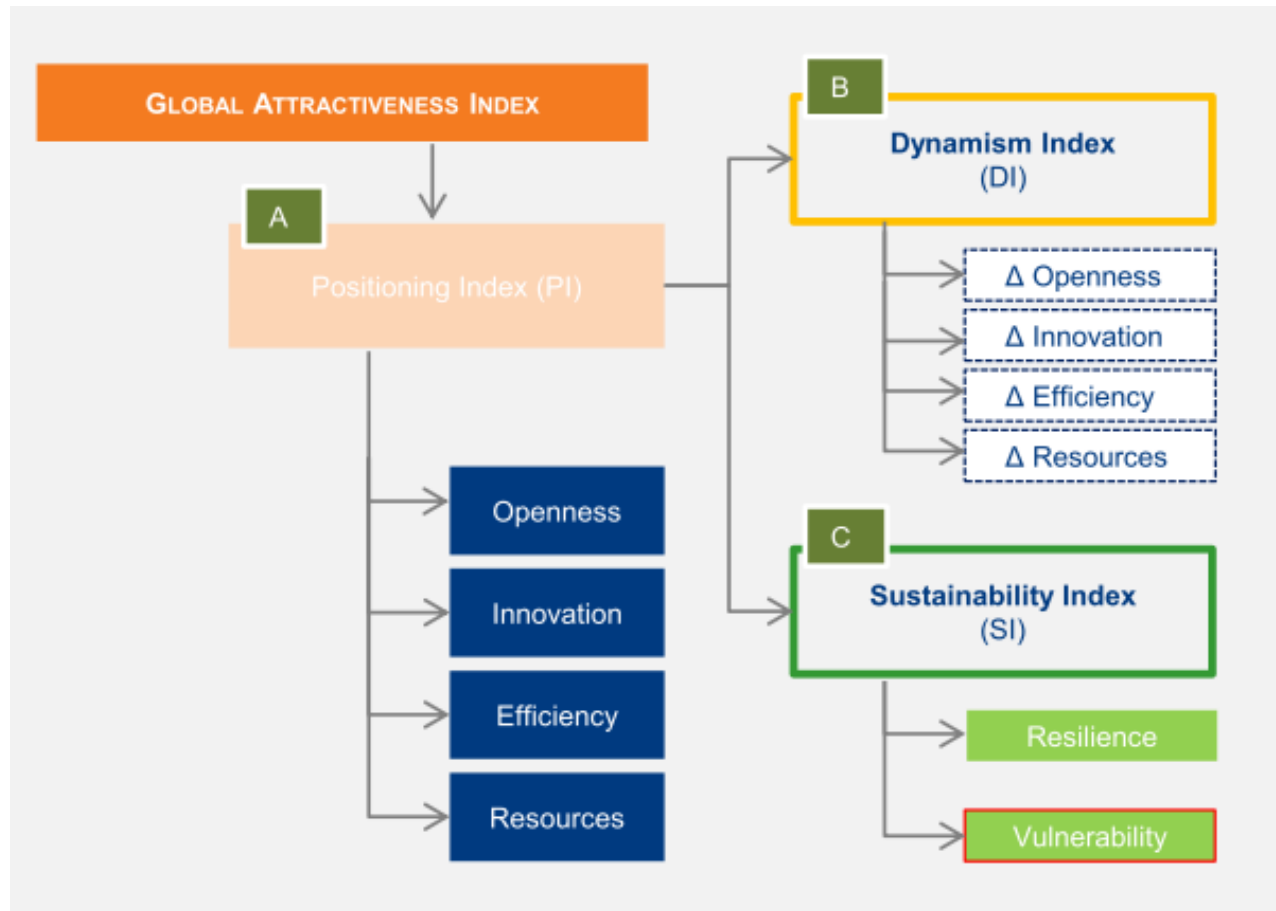 GLOBAL ATTRACTIVENESS INDEX
A
Positioning Index (PI)
Openness
Innovation
Efficiency
Resources
B
Dynamism Index
(DI)
Δ Openness
Δ Innovation
Δ Efficiency
Δ Resources
C
Sustainability Index
(SI)
Resilience
Vulnerability